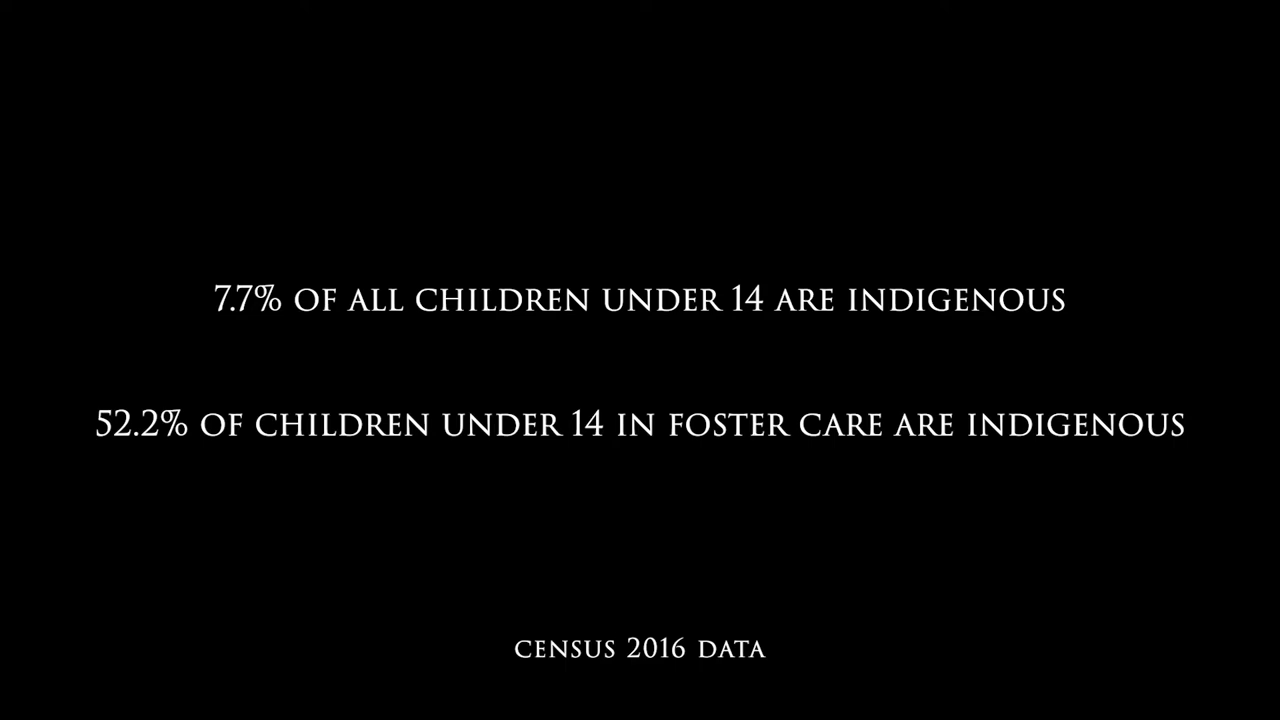 7.7% OF ALL CHILDREN UNDER 14 ARE INDIGENOUS
52.2% OF CHILDREN UNDER 14 IN FOSTER CARE ARE INDIGENOUS
CENSUS 2016 DATA